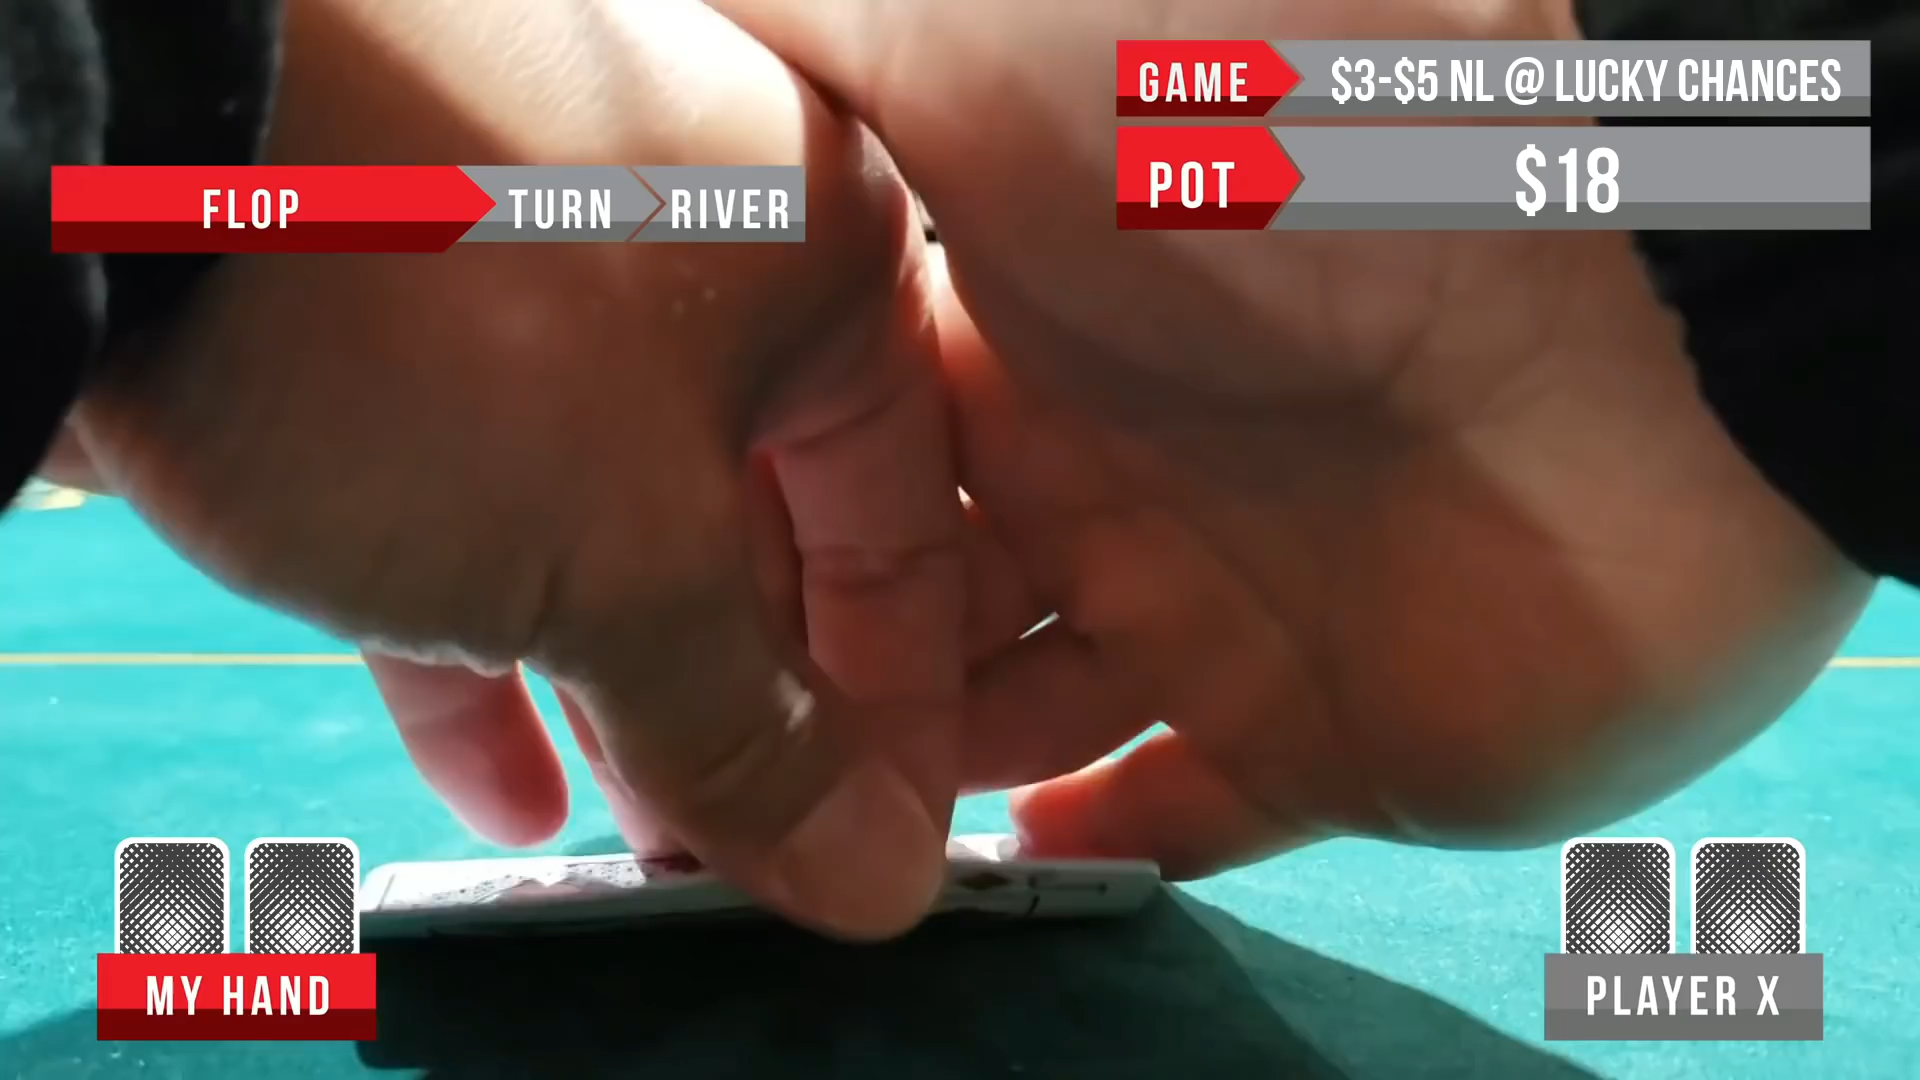 GAME
$3-$5 NL @ LUCKY CHANCES
POT
$18
FLOP
TURN
RIVER
MY HAND
PLAYER X